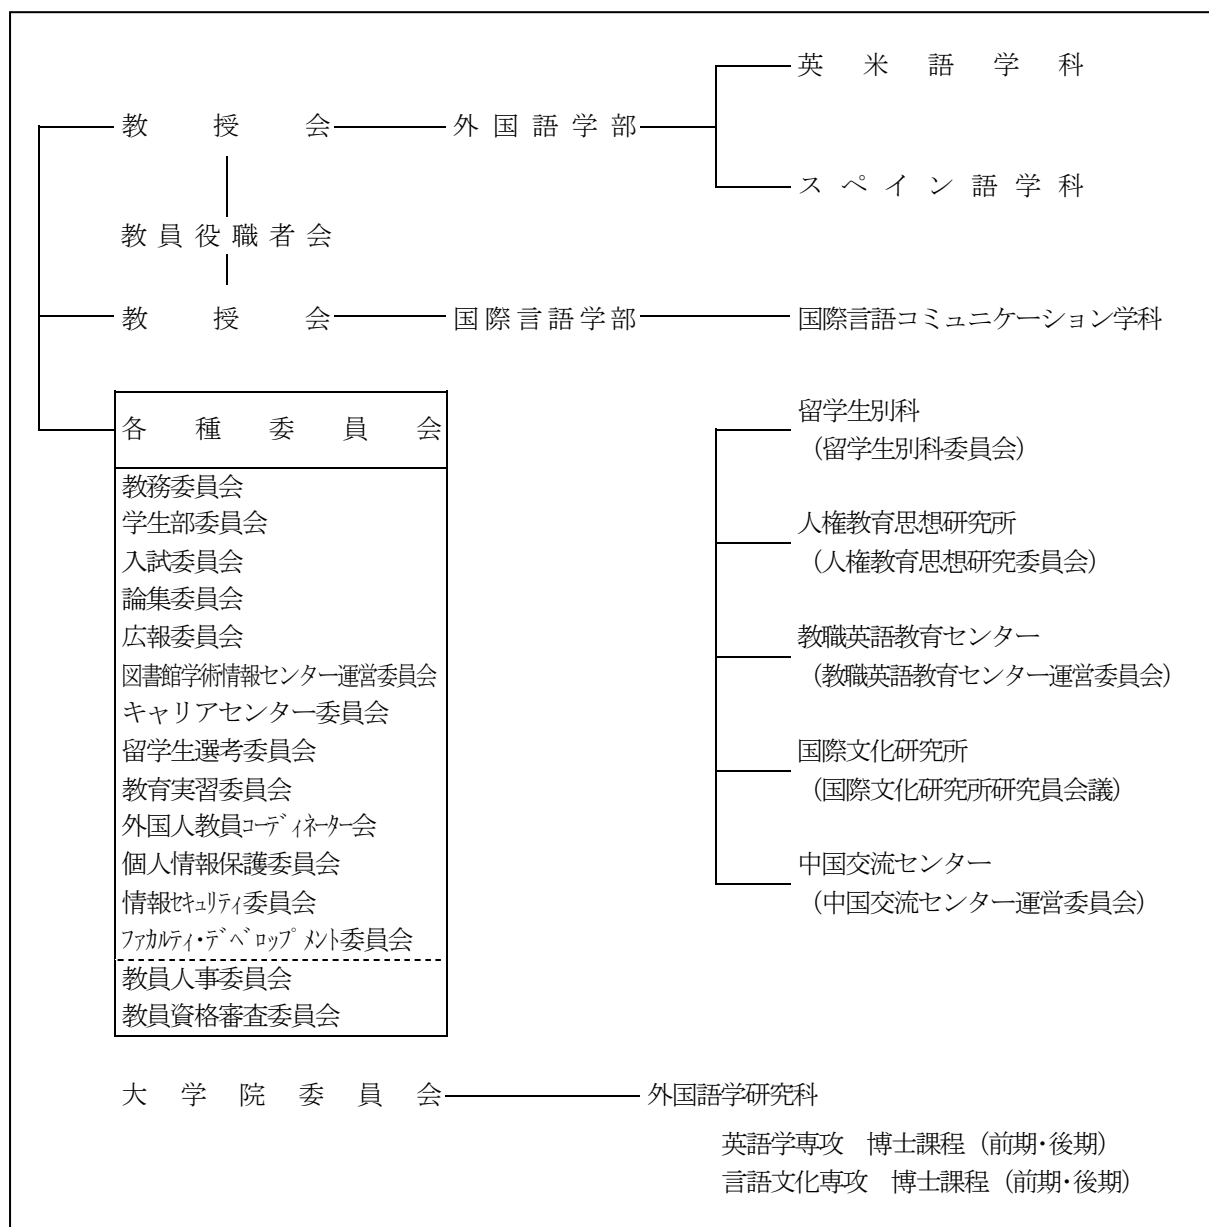 英米語学科
教授会 外国語学部
スペイン語学科
教員役職者会
教授会 国際言語学部 国際言語コミュニケーション学科
各種委員会
教務委員会
学生部委員会
入試委員会
論集委員会
広報委員会
図書館学術情報センター運営委員会
キャリアセンター委員会
留学生選考委員会
教育実習委員会
外国人教員ｺｰﾃﾞｨﾈｰﾀｰ会
個人情報保護委員会
情報ｾｷｭﾘﾃｨ委員会
ﾌｧｶﾙﾃｨ・ﾃﾞﾍﾞﾛｯﾌﾟﾒﾝﾄ委員会
教員人事委員会
教員資格審査委員会
留学生別科
（留学生別科委員会）
人権教育思想研究所
（人権教育思想研究委員会）
教職英語教育センター
（教職英語教育センター運営委員会）
国際文化研究所
（国際文化研究所研究員会議）
中国交流センター
（中国交流センター運営委員会）
大学院委員会 外国語学研究科
英語学専攻　博士課程（前期・後期）
言語文化専攻　博士課程（前期・後期）